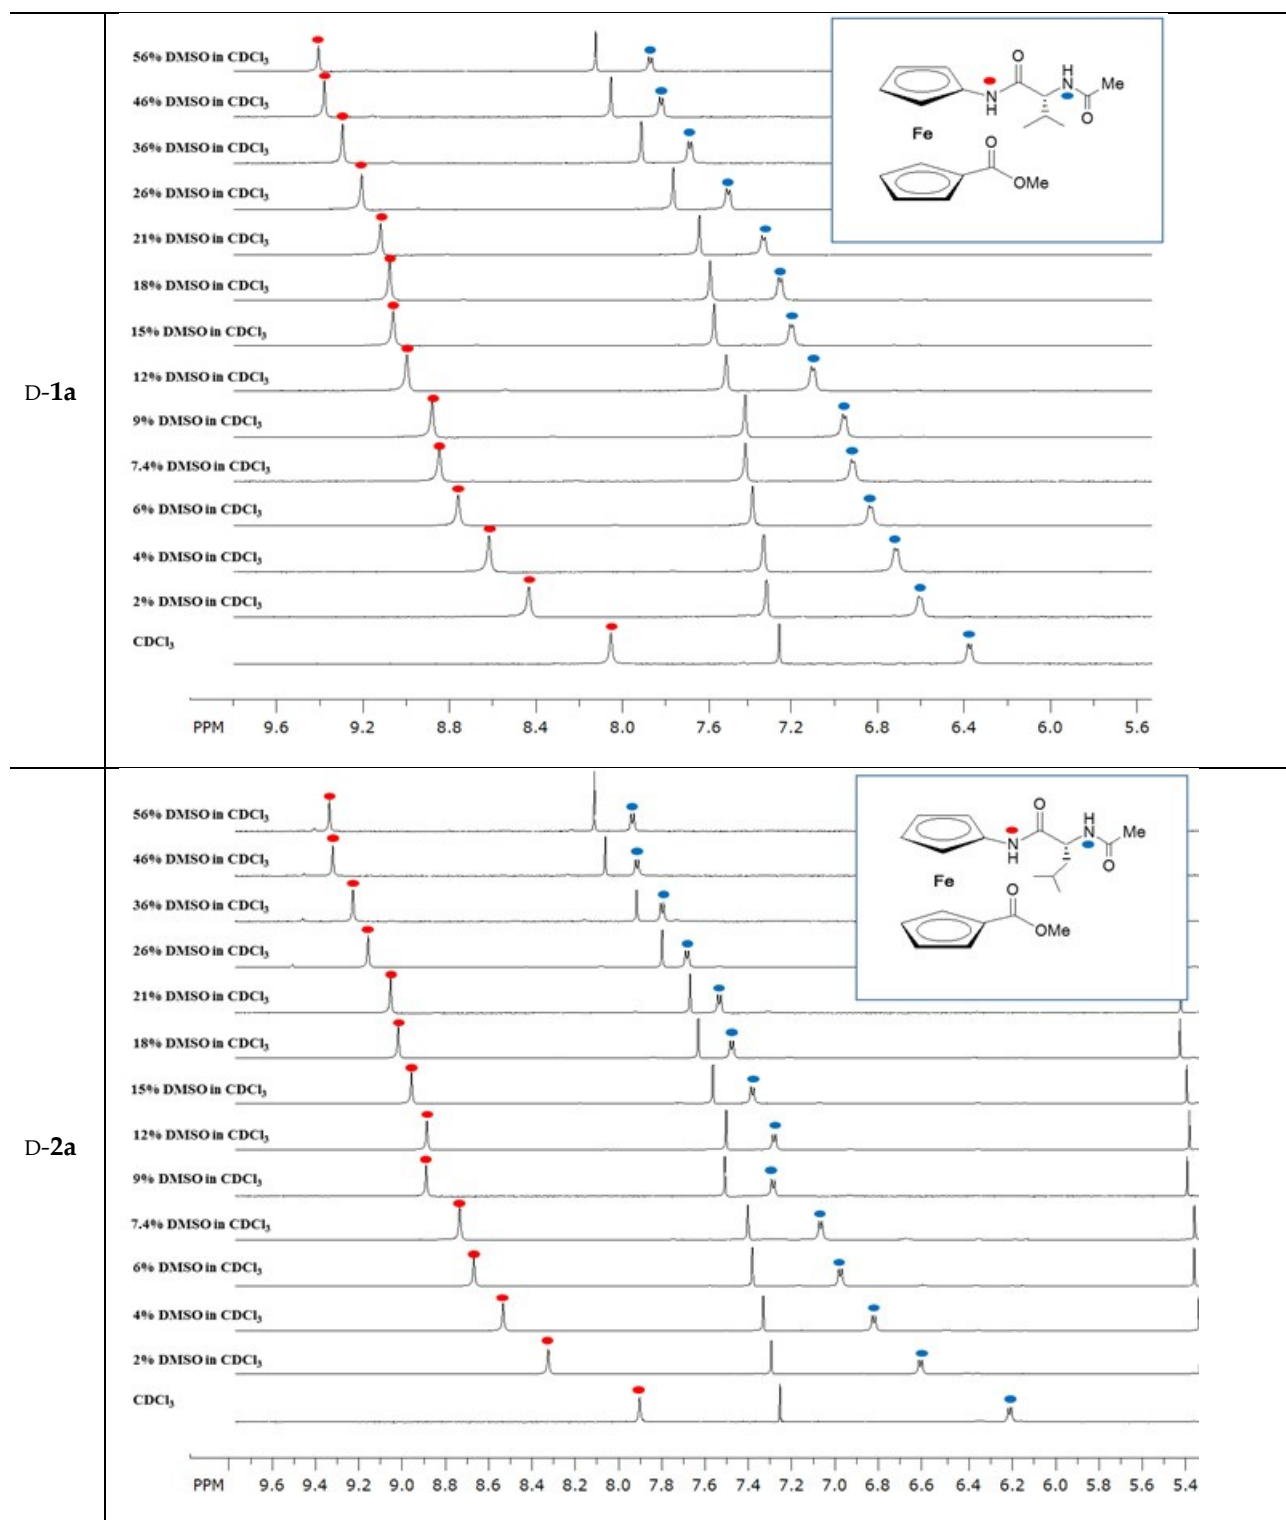 56% DMSO in CDCl₃
46% DMSO in CDCl₃
36% DMSO in CDCl₃
26% DMSO in CDCl₃
21% DMSO in CDCl₃
18% DMSO in CDCl₃
15% DMSO in CDCl₃
12% DMSO in CDCl₃
9% DMSO in CDCl₃
7.4% DMSO in CDCl₃
6% DMSO in CDCl₃
4% DMSO in CDCl₃
2% DMSO in CDCl₃
CDCl₃
D-1a
O
H
N
Me
N
H
O
Fe
O
OMe
PPM 9.6 9.2 8.8 8.4 8.0 7.6 7.2 6.8 6.4 6.0 5.6
56% DMSO in CDCl₃
46% DMSO in CDCl₃
36% DMSO in CDCl₃
26% DMSO in CDCl₃
21% DMSO in CDCl₃
18% DMSO in CDCl₃
15% DMSO in CDCl₃
12% DMSO in CDCl₃
9% DMSO in CDCl₃
7.4% DMSO in CDCl₃
6% DMSO in CDCl₃
4% DMSO in CDCl₃
2% DMSO in CDCl₃
CDCl₃
D-2a
O
H
N
Me
N
H
O
Fe
O
OMe
PPM 9.6 9.4 9.2 9.0 8.8 8.6 8.4 8.2 8.0 7.8 7.6 7.4 7.2 7.0 6.8 6.6 6.4 6.2 6.0 5.8 5.6 5.4